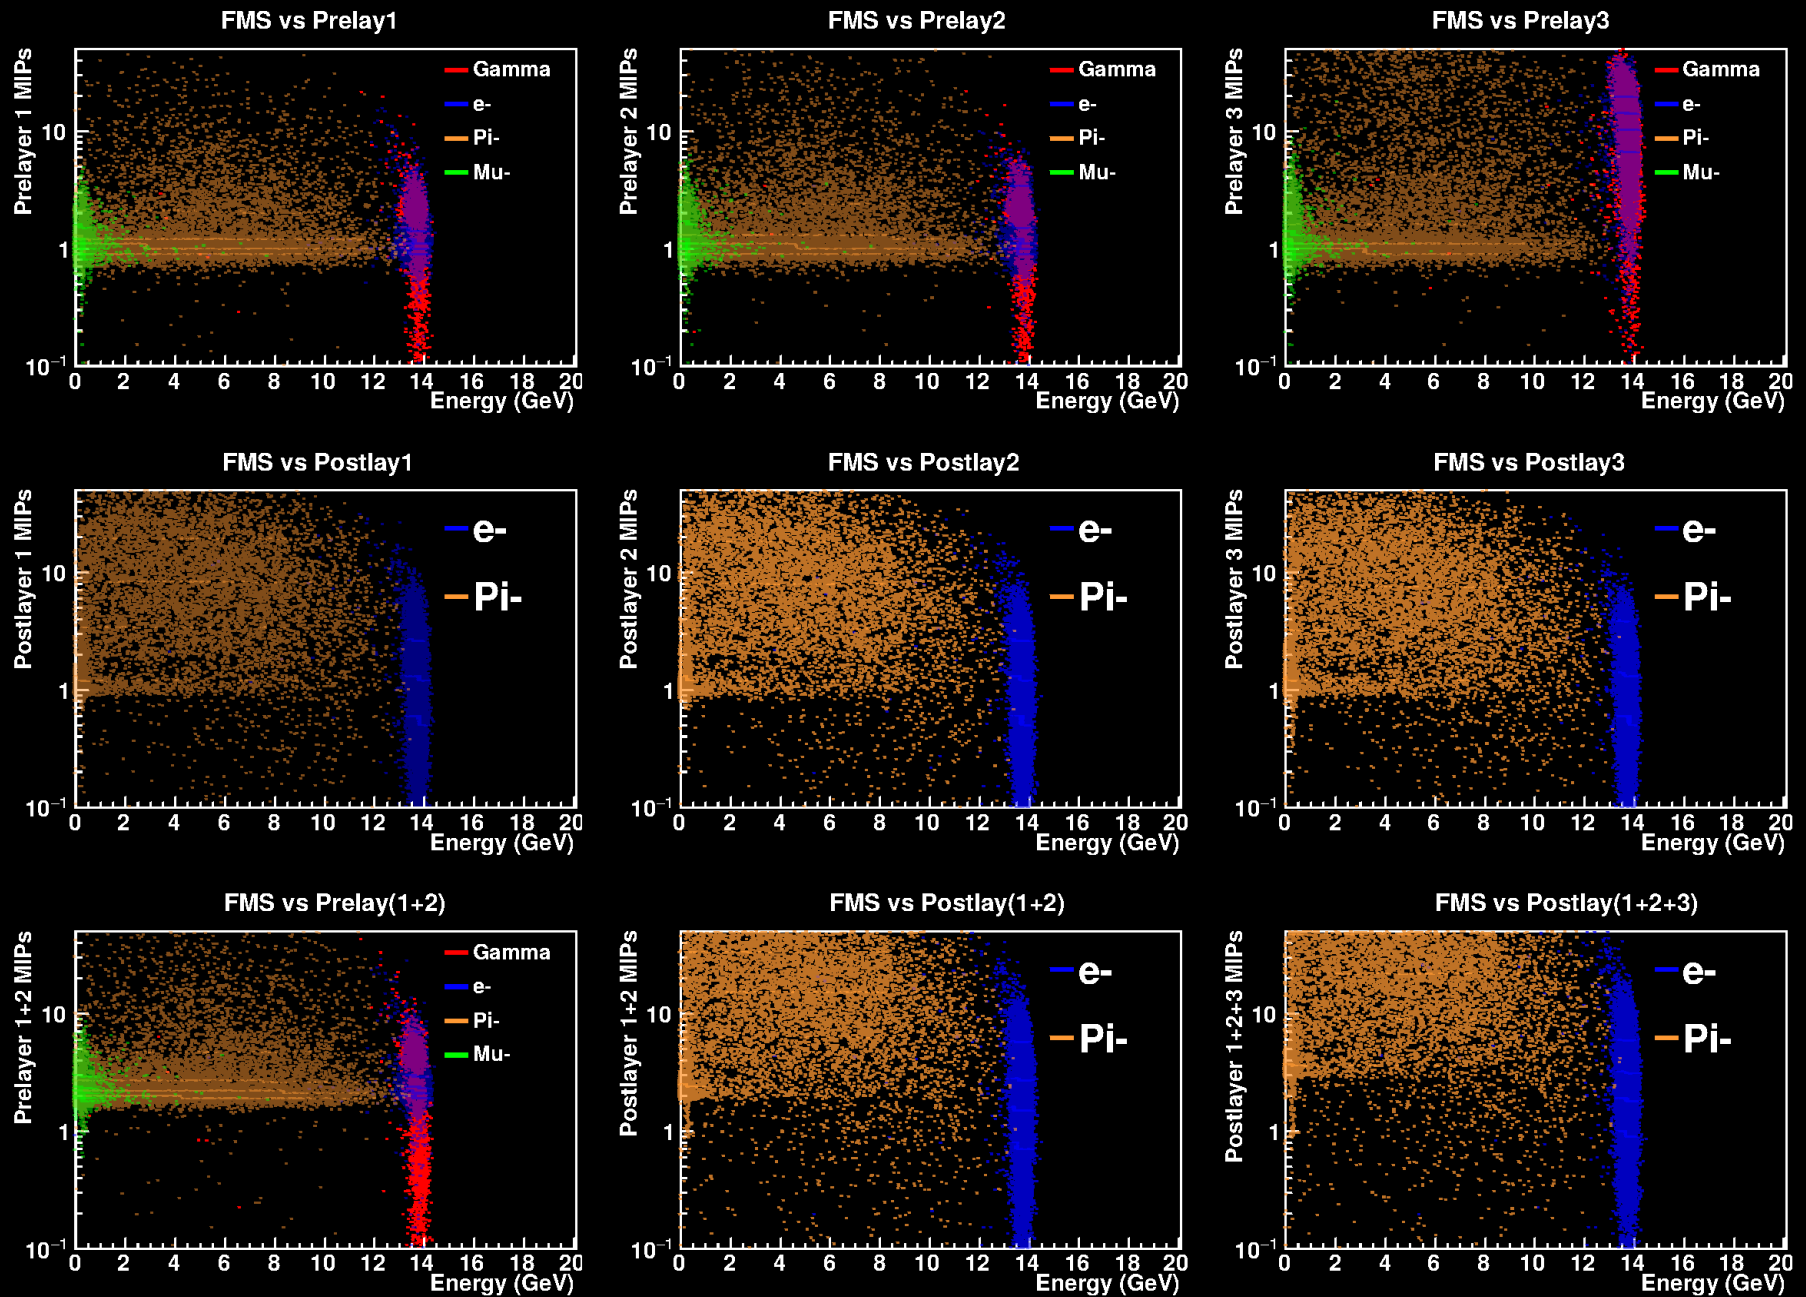 FMS vs Prelay1
Prelayer 1 MIPs
Gamma
e-
Pi-
Mu-
10
1
10⁻¹
0 2 4 6 8 10 12 14 16 18 20
Energy (GeV)
FMS vs Prelay2
Prelayer 2 MIPs
Gamma
e-
Pi-
Mu-
10
1
10⁻¹
0 2 4 6 8 10 12 14 16 18 20
Energy (GeV)
FMS vs Prelay3
Prelayer 3 MIPs
Gamma
e-
Pi-
Mu-
10
1
10⁻¹
0 2 4 6 8 10 12 14 16 18 20
Energy (GeV)
FMS vs Postlay1
Postlayer 1 MIPs
e-
Pi-
10
1
10⁻¹
0 2 4 6 8 10 12 14 16 18 20
Energy (GeV)
FMS vs Postlay2
Postlayer 2 MIPs
e-
Pi-
10
1
10⁻¹
0 2 4 6 8 10 12 14 16 18 20
Energy (GeV)
FMS vs Postlay3
Postlayer 3 MIPs
e-
Pi-
10
1
10⁻¹
0 2 4 6 8 10 12 14 16 18 20
Energy (GeV)
FMS vs Prelay(1+2)
Prelayer 1+2 MIPs
Gamma
e-
Pi-
Mu-
10
1
10⁻¹
0 2 4 6 8 10 12 14 16 18 20
Energy (GeV)
FMS vs Postlay(1+2)
Postlayer 1+2 MIPs
e-
Pi-
10
1
10⁻¹
0 2 4 6 8 10 12 14 16 18 20
Energy (GeV)
FMS vs Postlay(1+2+3)
Postlayer 1+2+3 MIPs
e-
Pi-
10
1
10⁻¹
0 2 4 6 8 10 12 14 16 18 20
Energy (GeV)